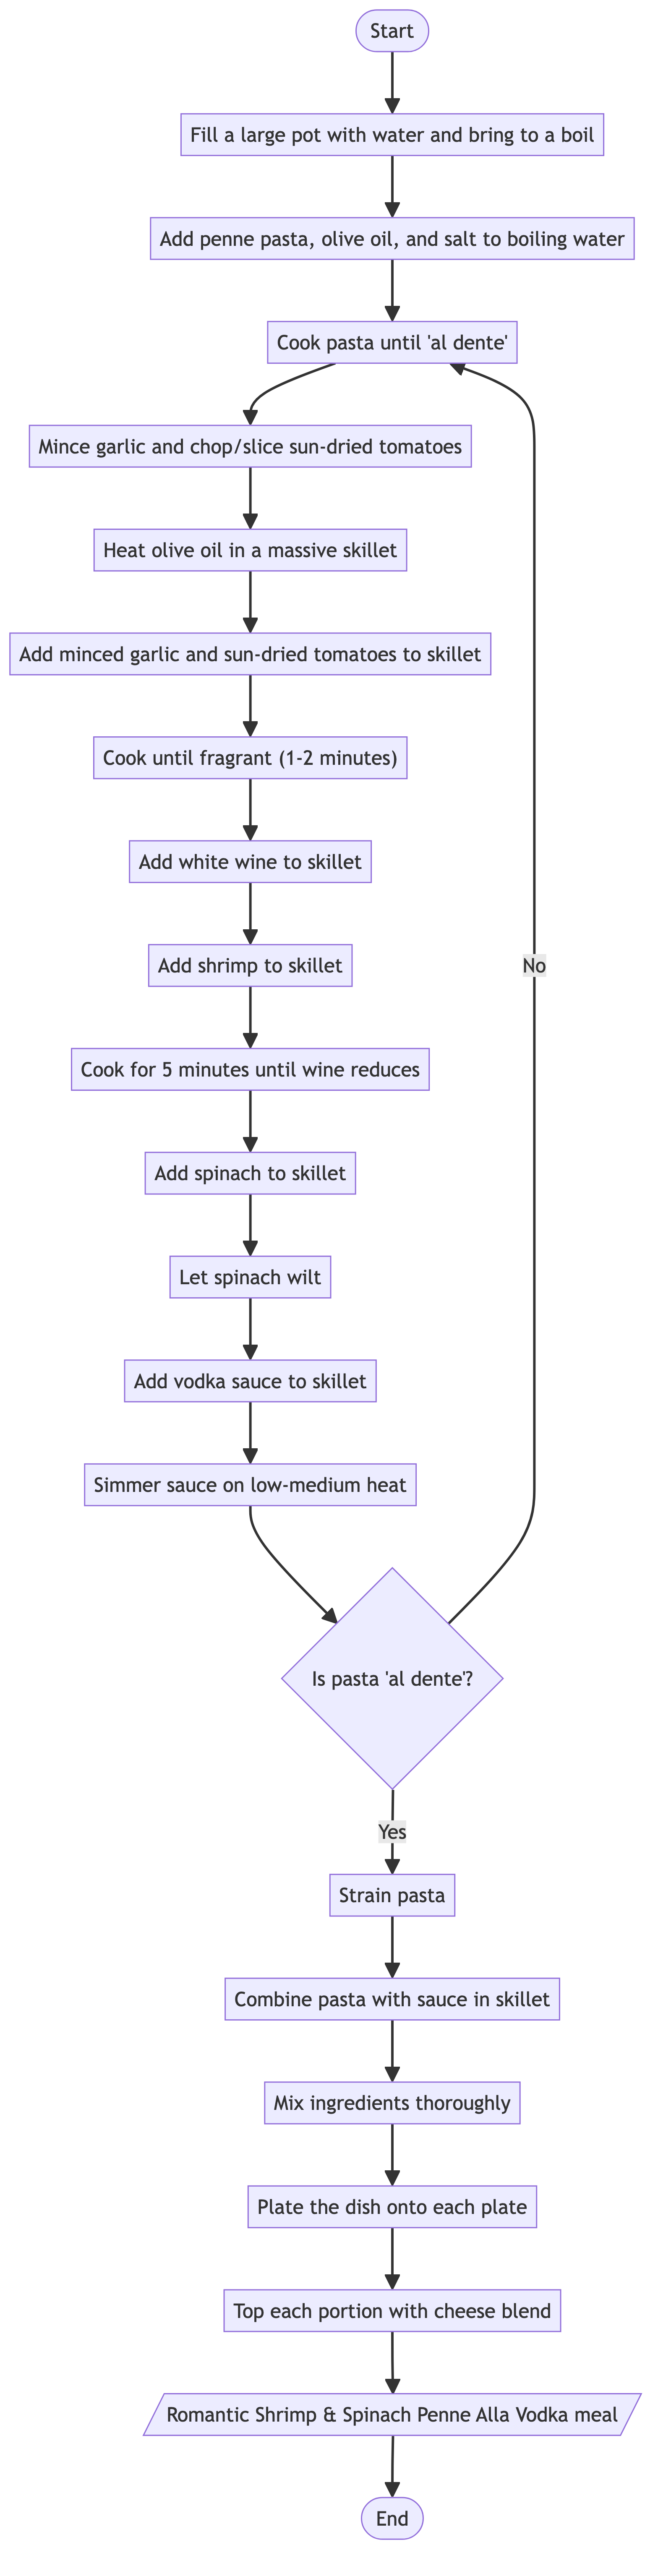 Start
Fill a large pot with water and bring to a boil
Add penne pasta, olive oil, and salt to boiling water
Cook pasta until 'al dente'
Mince garlic and chop/slice sun-dried tomatoes
Heat olive oil in a massive skillet
Add minced garlic and sun-dried tomatoes to skillet
Cook until fragrant (1-2 minutes)
Add white wine to skillet
Add shrimp to skillet
No
Cook for 5 minutes until wine reduces
Add spinach to skillet
Let spinach wilt
Add vodka sauce to skillet
Simmer sauce on low-medium heat
Is pasta 'al dente'?
Yes
Strain pasta
Combine pasta with sauce in skillet
Mix ingredients thoroughly
Plate the dish onto each plate
Top each portion with cheese blend
Romantic Shrimp & Spinach Penne Alla Vodka meal
End